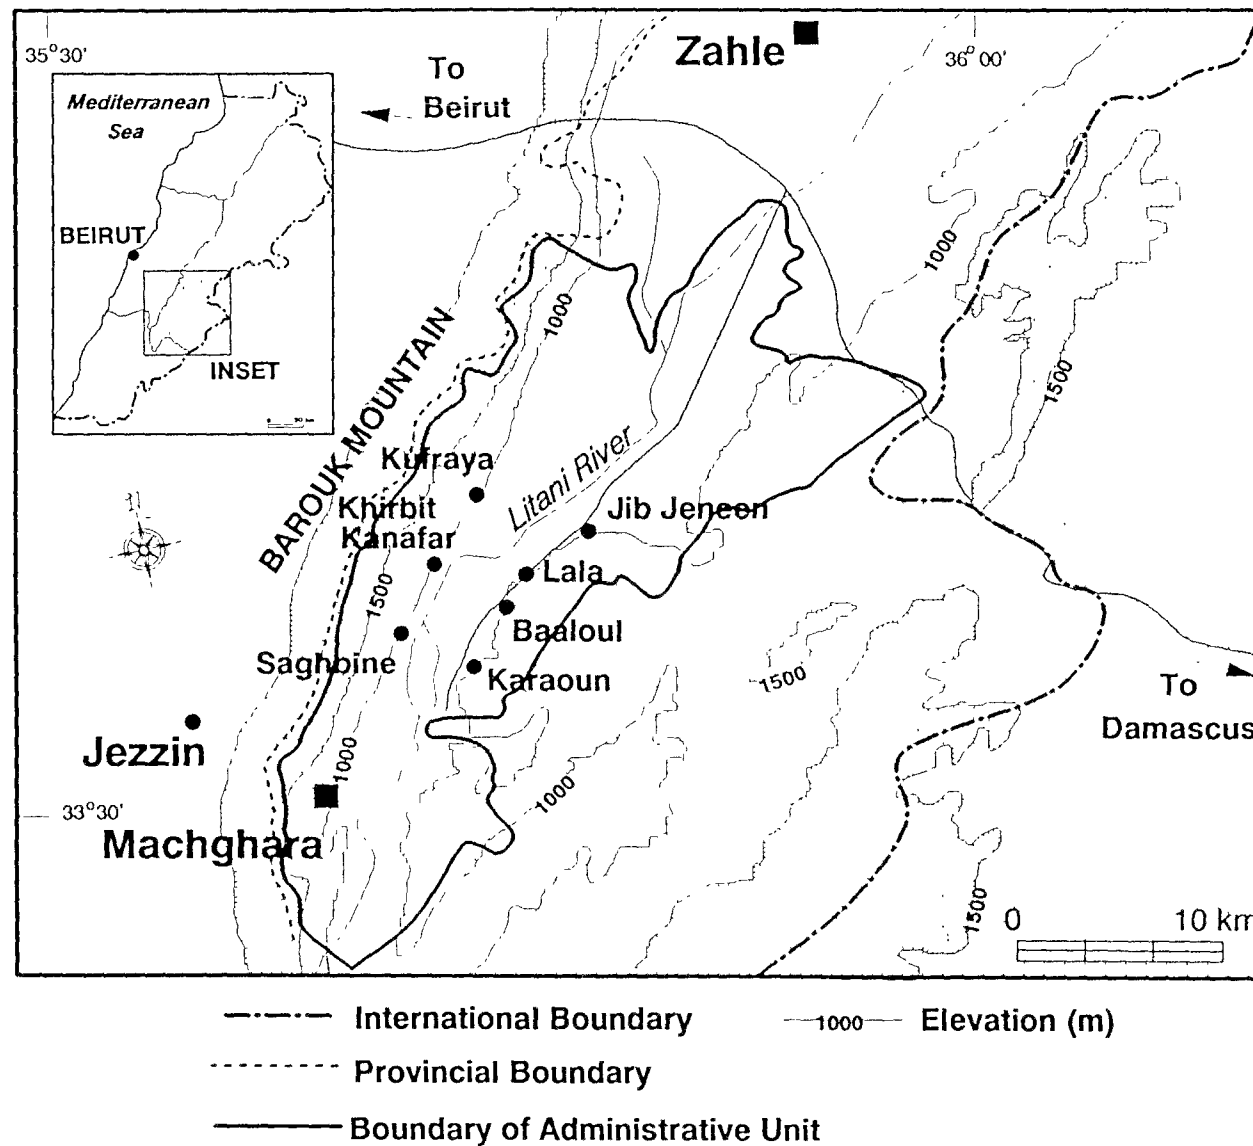 35°30'
Zahle
36°00'
To
Beirut
Mediterranean
Sea
BEIRUT
INSET
1000
1000
1500
BAROUK MOUNTAIN
Kufraya
Litani River
Khirbit
Kanafar
Jib Jeneen
Lala
1500
Baaloul
Saghbine
Karaoun
1500
To
Damascus
Jezzin
1000
1000
33°30'
Machghara
1500
0 10 km
International Boundary
1000 Elevation (m)
Provincial Boundary
Boundary of Administrative Unit